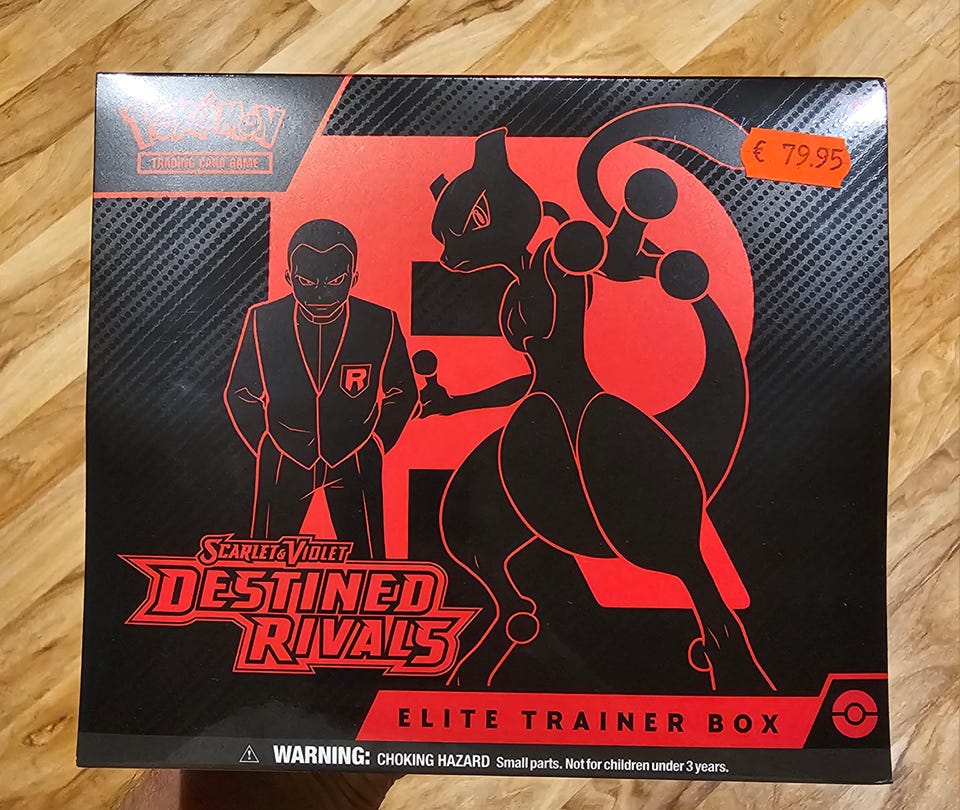 POKÉMON
TRADING CARD GAME
€ 79.95
R
SCARLET & VIOLET
DESTINED
RIVALS
ELITE TRAINER BOX
WARNING: CHOKING HAZARD Small parts. Not for children under 3 years.